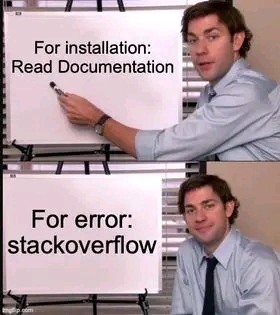 For installation:
Read Documentation
For error:
stackoverflow
imgflip.com